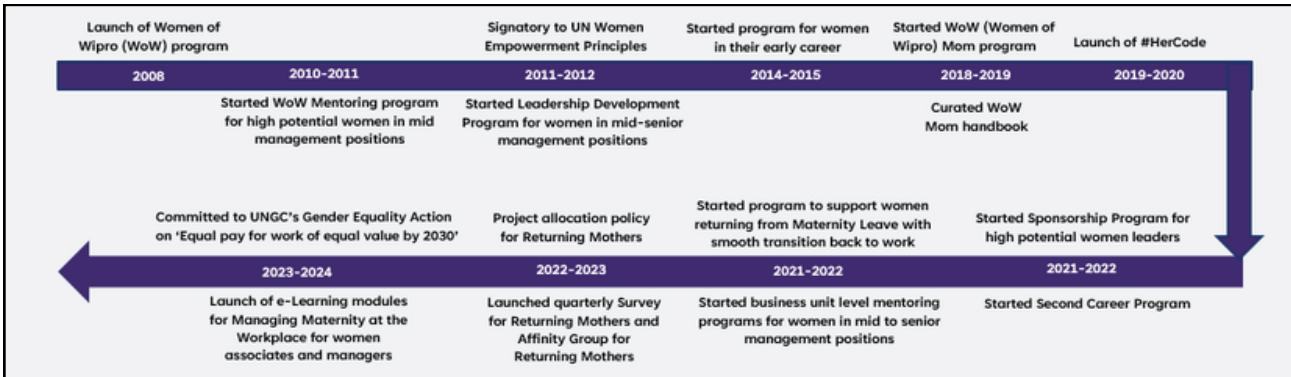 Launch of Women of
Wipro (WoW) program
Signatory to UN Women
Empowerment Principles
Started program for women
in their early career
Started WoW (Women of
Wipro) Mom program
Launch of #HerCode
2008
2010-2011
2011-2012
2014-2015
2018-2019
2019-2020
Started WoW Mentoring program
for high potential women in mid
management positions
Started Leadership Development
Program for women in mid-senior
management positions
Curated WoW
Mom handbook
Committed to UNGC's Gender Equality Action
on 'Equal pay for work of equal value by 2030'
Project allocation policy
for Returning Mothers
Started program to support women
returning from Maternity Leave with
smooth transition back to work
Started Sponsorship Program for
high potential women leaders
2023-2024
2022-2023
2021-2022
2021-2022
Launch of e-Learning modules
for Managing Maternity at the
Workplace for women
associates and managers
Launched quarterly Survey
for Returning Mothers and
Affinity Group for
Returning Mothers
Started business unit level mentoring
programs for women in mid to senior
management positions
Started Second Career Program